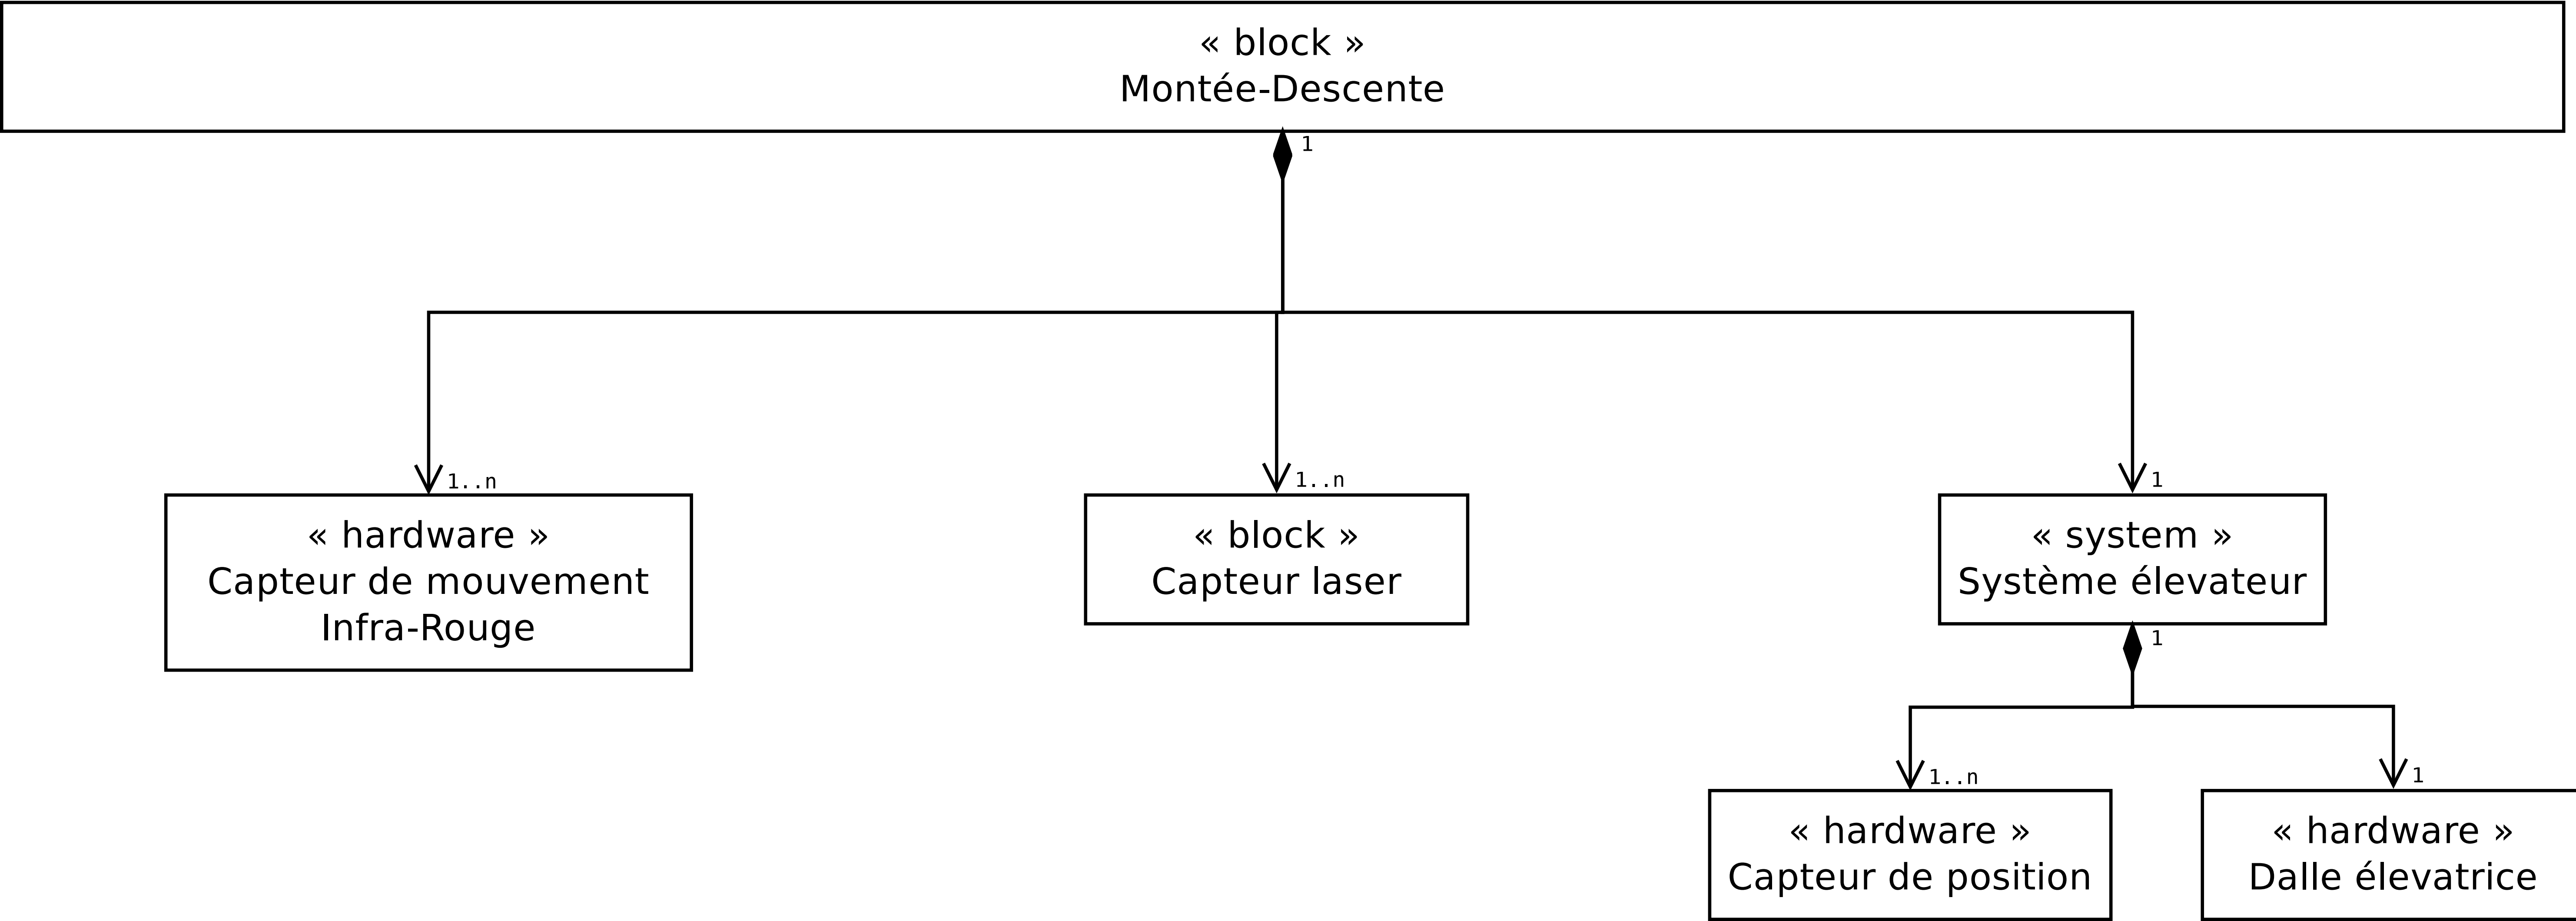 « block »
Montée-Descente
1
1..n
1..n
1
« hardware »
Capteur de mouvement
Infra-Rouge
« block »
Capteur laser
« system »
Système élevateur
1
1..n
1
« hardware »
Capteur de position
« hardware »
Dalle élevatrice